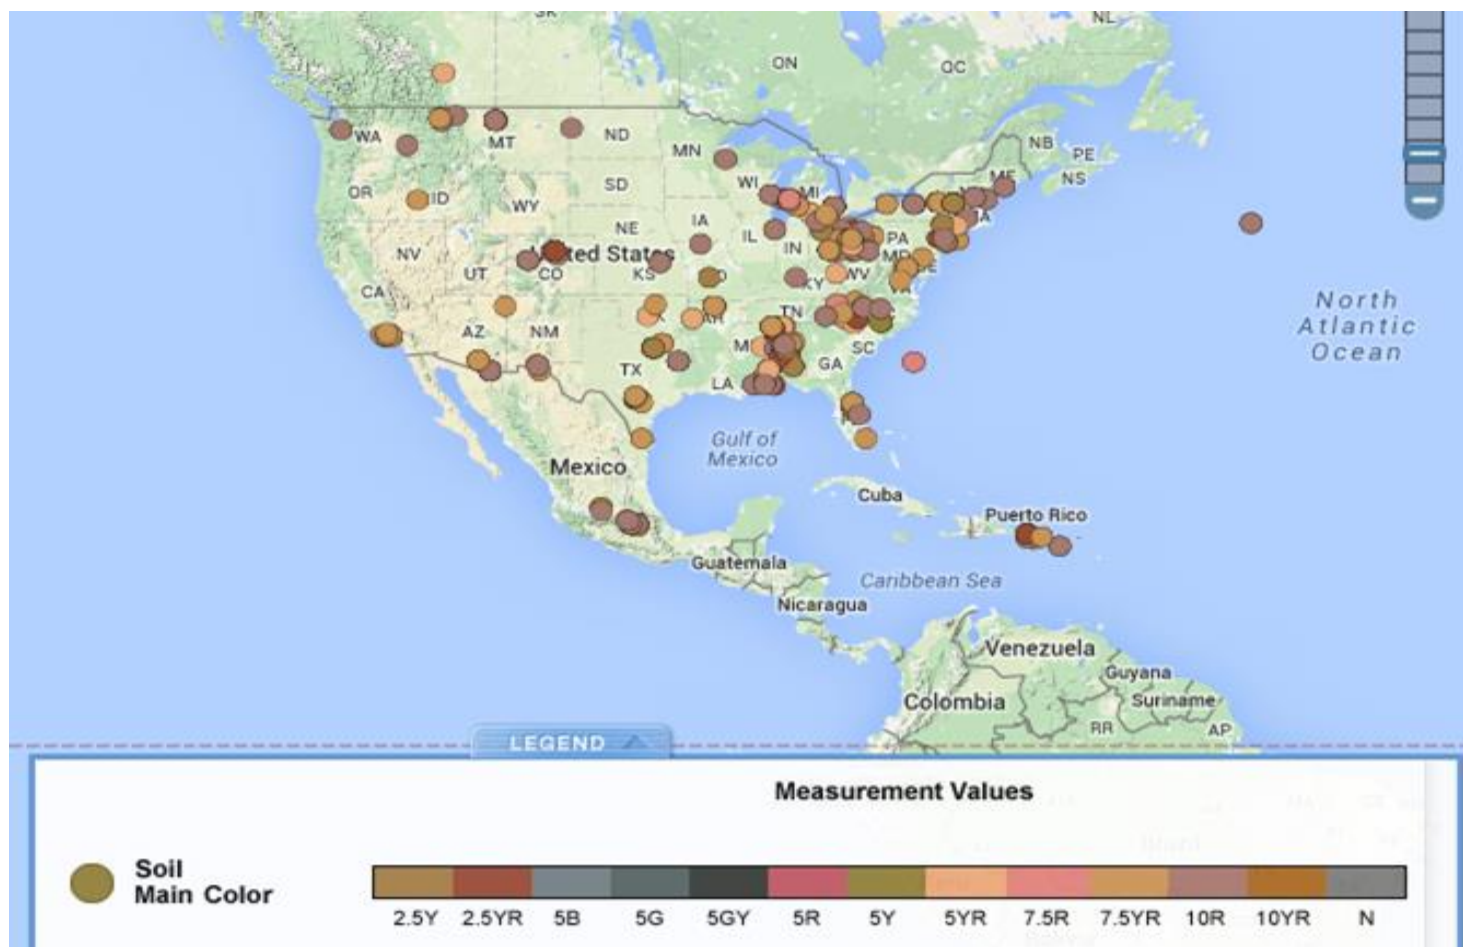 SK
NL
ON
QC
WA
MT
ND
MN
NB
PE
NS
ME
OR
ID
SD
WI
MI
WY
IA
NE
IL
IN
PA
NV
United States
UT
CO
KS
KY
WV
VA
CA
AZ
NM
TN
SC
TX
LA
GA
North
Atlantic
Ocean
Gulf of
Mexico
Mexico
Cuba
Puerto Rico
Guatemala
Caribbean Sea
Nicaragua
Venezuela
Guyana
Colombia
Suriname
RR
AP
LEGEND
Measurement Values
Soil
Main Color
2.5Y 2.5YR 5B 5G 5GY 5R 5Y 5YR 7.5R 7.5YR 10R 10YR N